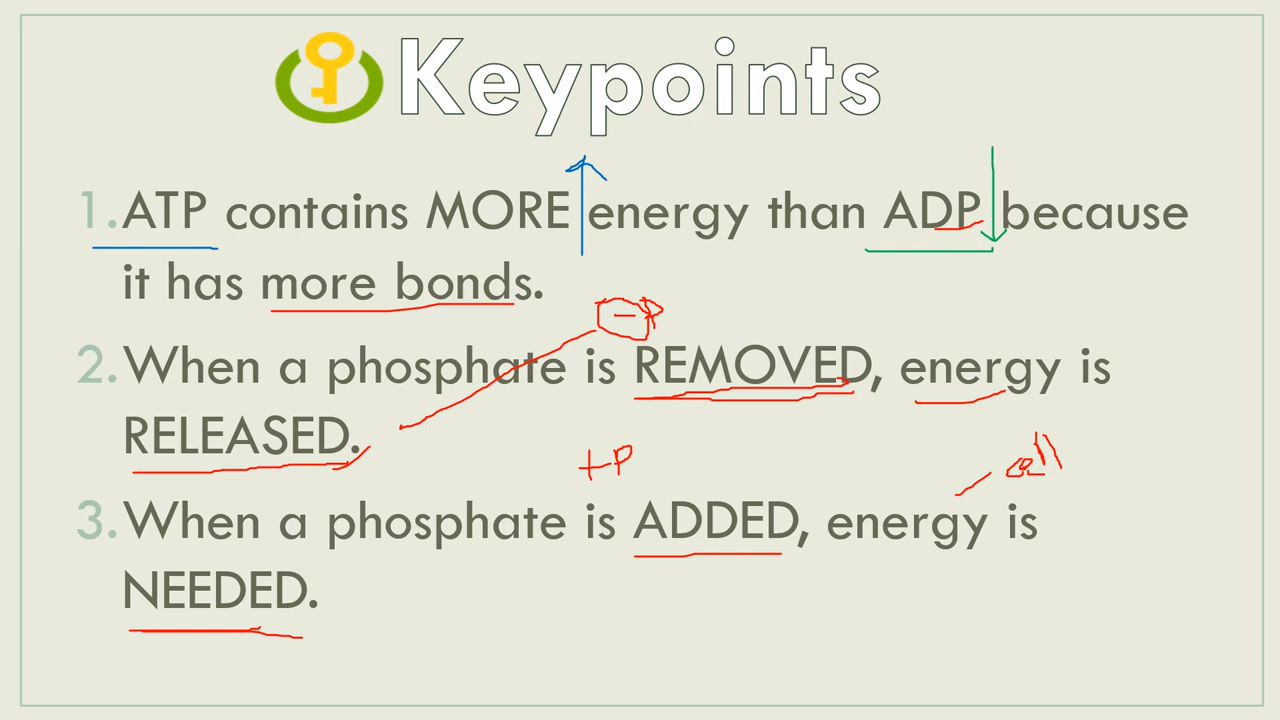 Keypoints
1. ATP contains MORE energy than ADP because
it has more bonds.
-P
2. When a phosphate is REMOVED, energy is
RELEASED.
+P
cell
3. When a phosphate is ADDED, energy is
NEEDED.